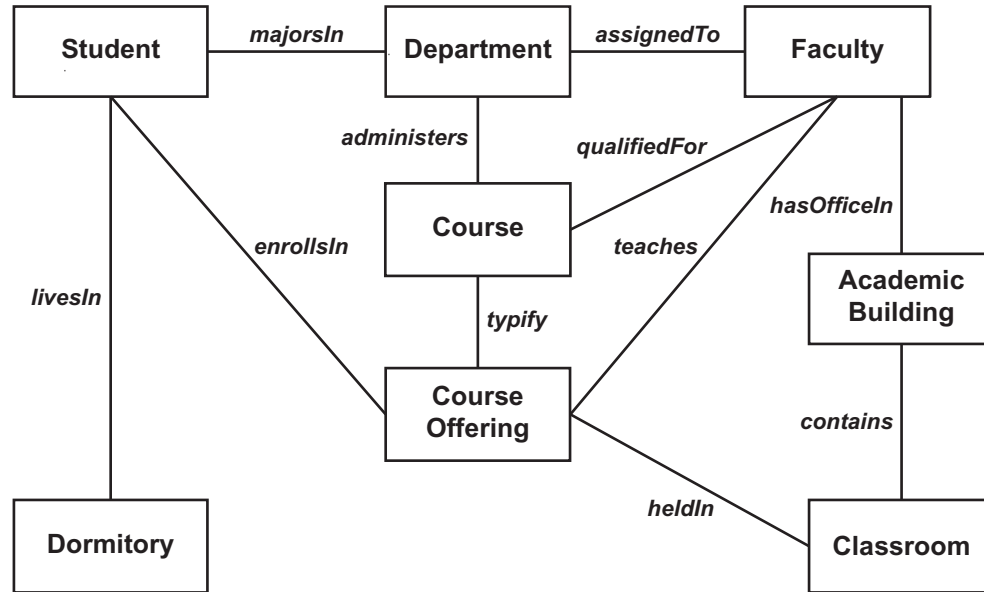 Student
majorsIn
Department
assignedTo
Faculty
administers
qualifiedFor
Course
hasOfficeIn
enrollsIn
teaches
livesIn
typify
Academic
Building
Course
Offering
contains
heldIn
Dormitory
Classroom